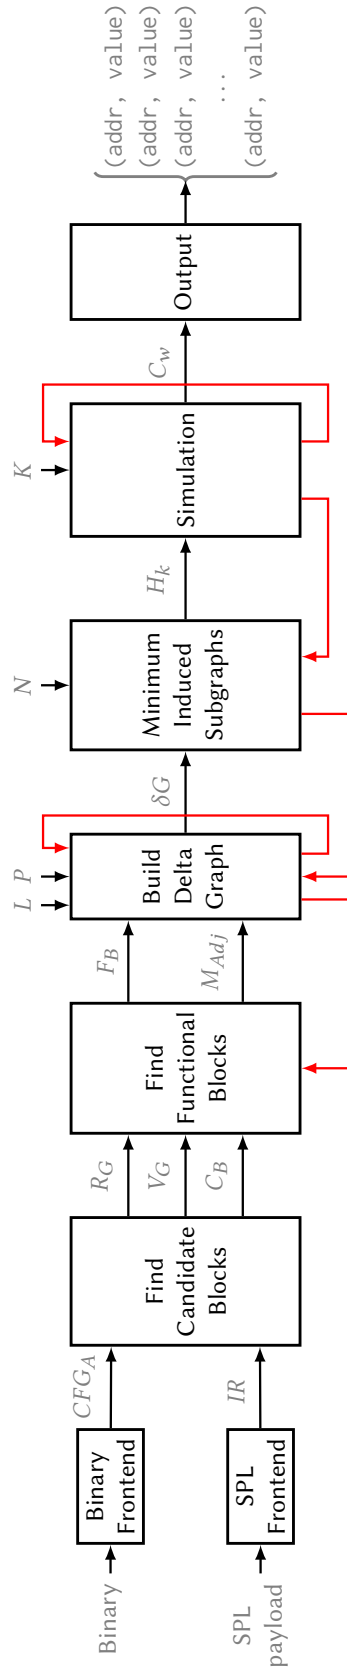 Binary
SPL
payload
Binary
Frontend
SPL
Frontend
CFG_A
IR
Find
Candidate
Blocks
R_G
V_G
C_B
Find
Functional
Blocks
F_B
M_{Adj}
L P
Build
Delta
Graph
δG
N
Minimum
Induced
Subgraphs
H_k
K
Simulation
C_w
Output
(addr, value)
(addr, value)
(addr, value)
...
(addr, value)